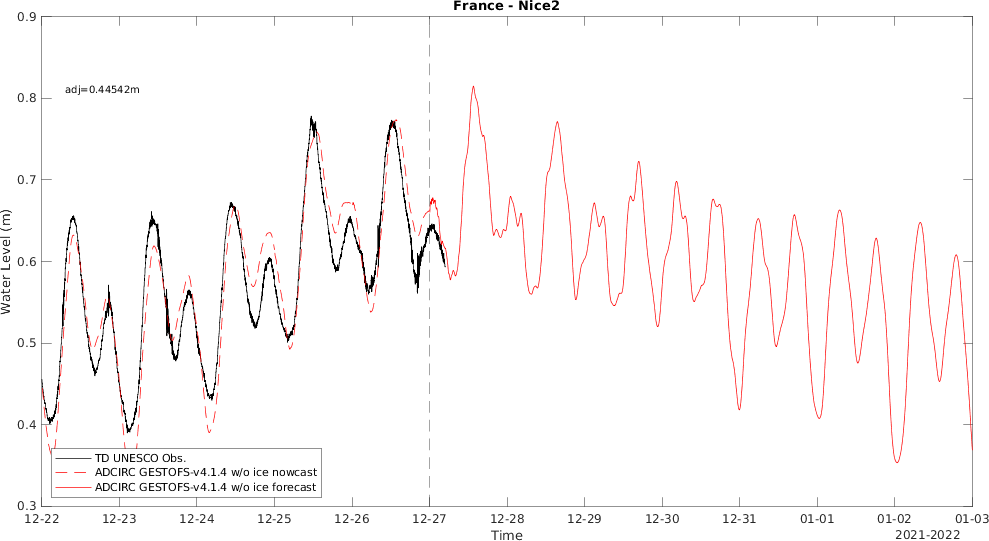 France - Nice2
0.9
0.8
0.7
0.6
0.5
0.4
0.3
Water Level (m)
adj=0.44542m
TD UNESCO Obs.
ADCIRC GESTOFS-v4.1.4 w/o ice nowcast
ADCIRC GESTOFS-v4.1.4 w/o ice forecast
12-22 12-23 12-24 12-25 12-26 12-27 12-28 12-29 12-30 12-31 01-01 01-02 01-03
Time
2021-2022